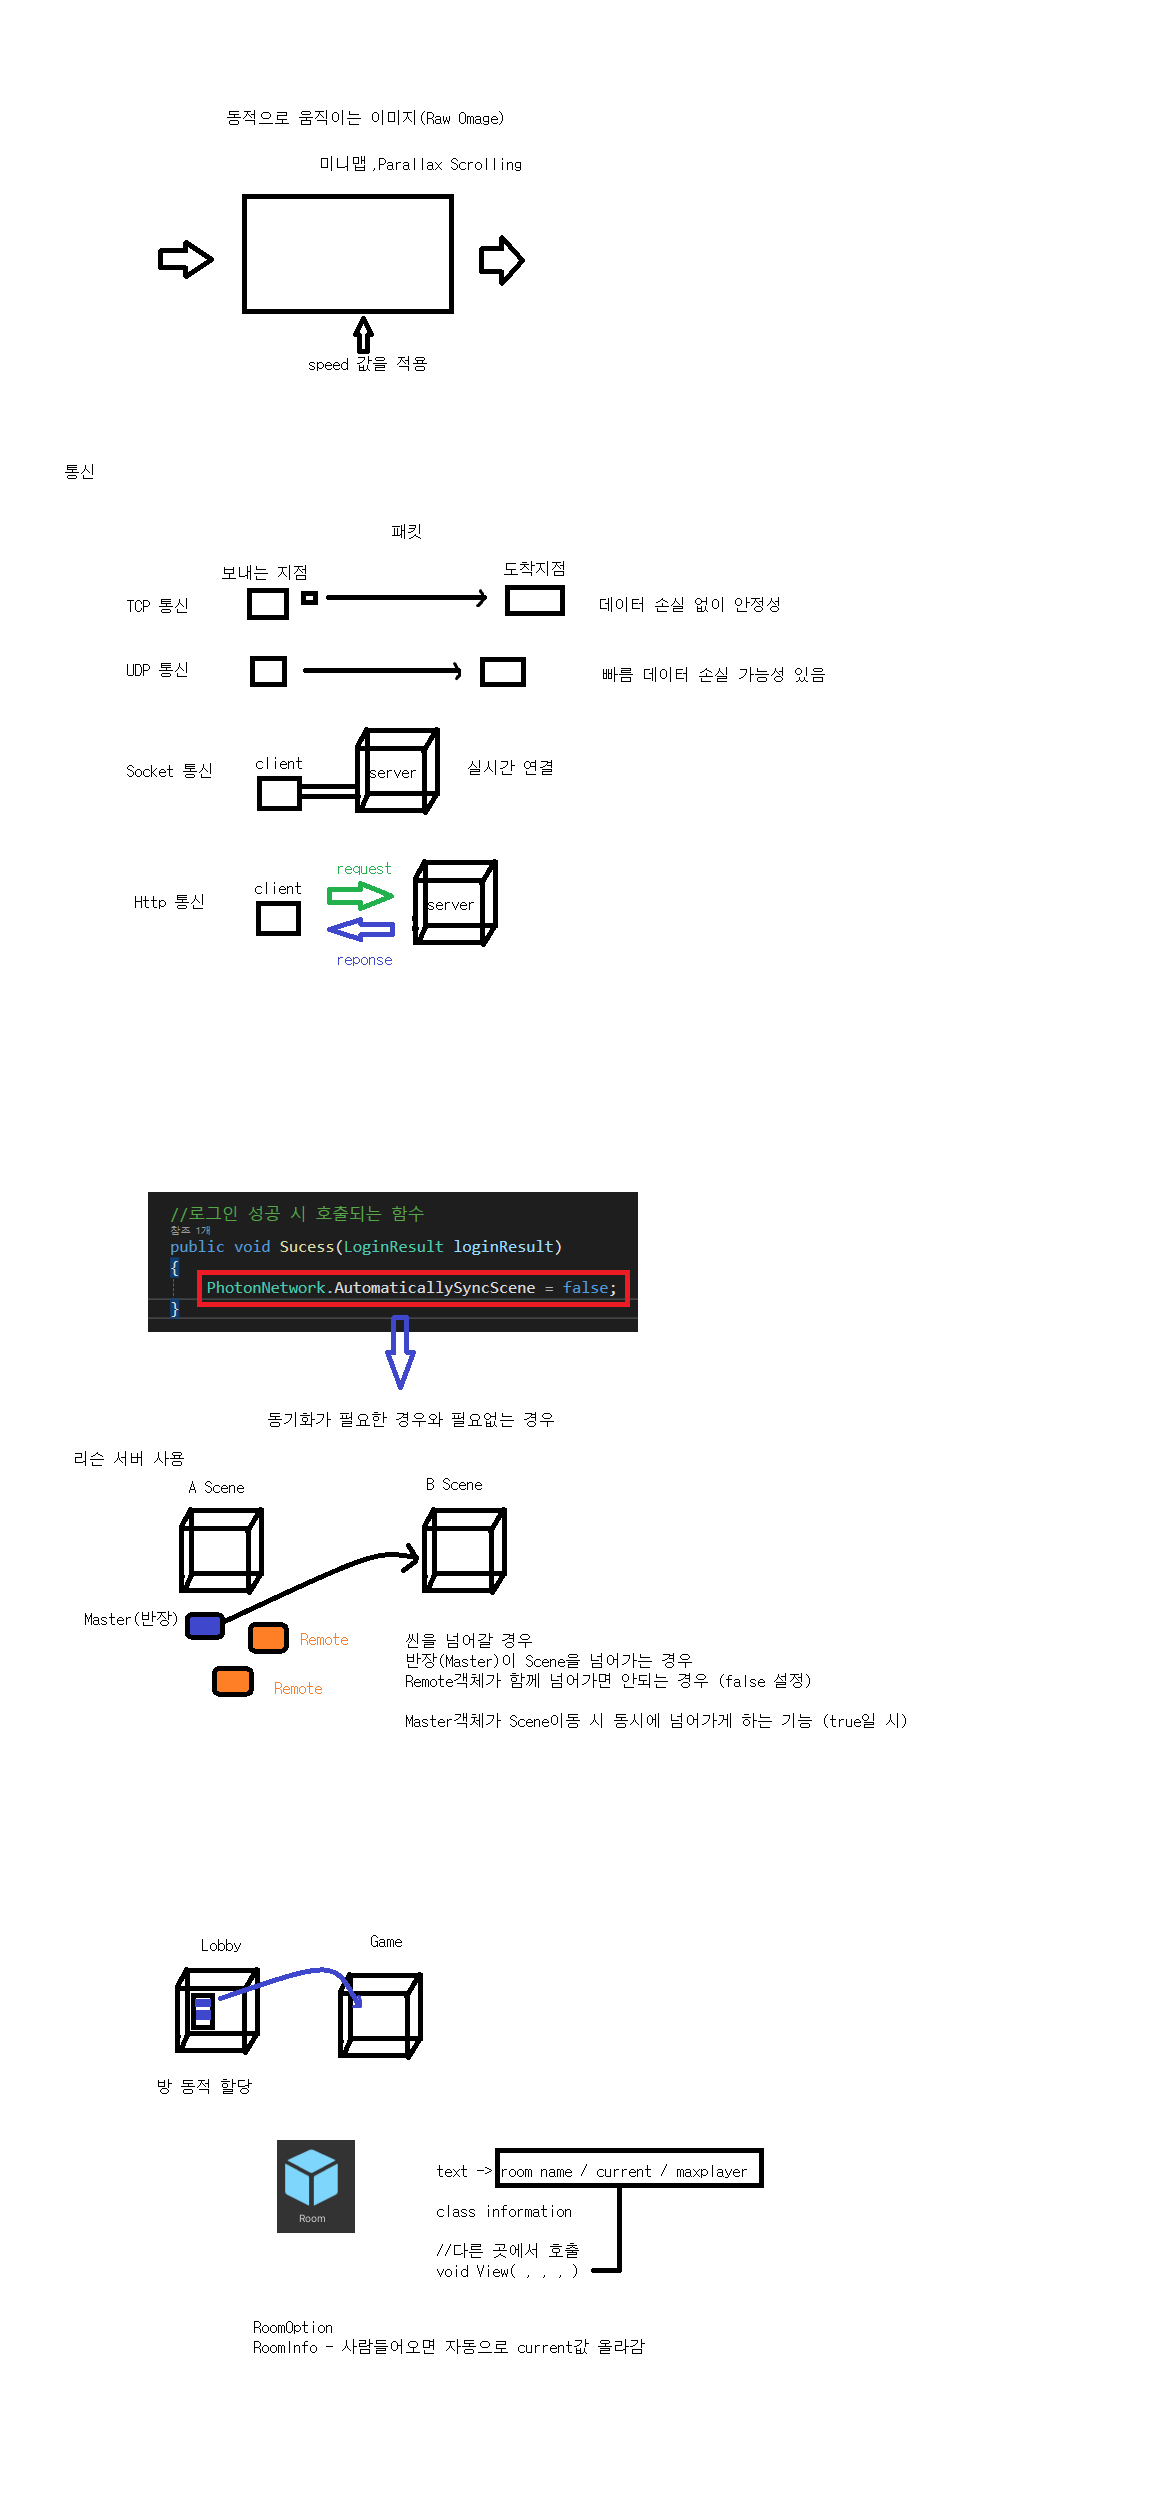 동적으로 움직이는 이미지(Raw Omage)
미니맵 ,Parallax Scrolling
speed 값을 적용
통신
패킷
보내는 지점
도착지점
TCP 통신
데이터 손실 없이 안정성
UDP 통신
빠름 데이터 손실 가능성 있음
Socket 통신
client
server
실시간 연결
Http 통신
client
request
server
reponse
//로그인 성공 시 호출되는 함수
참조 1개
public void Sucess(LoginResult loginResult)
{
PhotonNetwork.AutomaticallySyncScene = false;
}
동기화가 필요한 경우와 필요없는 경우
리슨 서버 사용
A Scene
B Scene
Master(반장)
Remote
Remote
씬을 넘어갈 경우
반장(Master)이 Scene을 넘어가는 경우
Remote객체가 함께 넘어가면 안되는 경우 (false 설정)
Master객체가 Scene이동 시 동시에 넘어가게 하는 기능 (true일 시)
Lobby
Game
방 동적 할당
Room
text -> room name / current / maxplayer
class information
//다른 곳에서 호출
void View( , , , )
RoomOption
RoomInfo - 사람들어오면 자동으로 current값 올라감